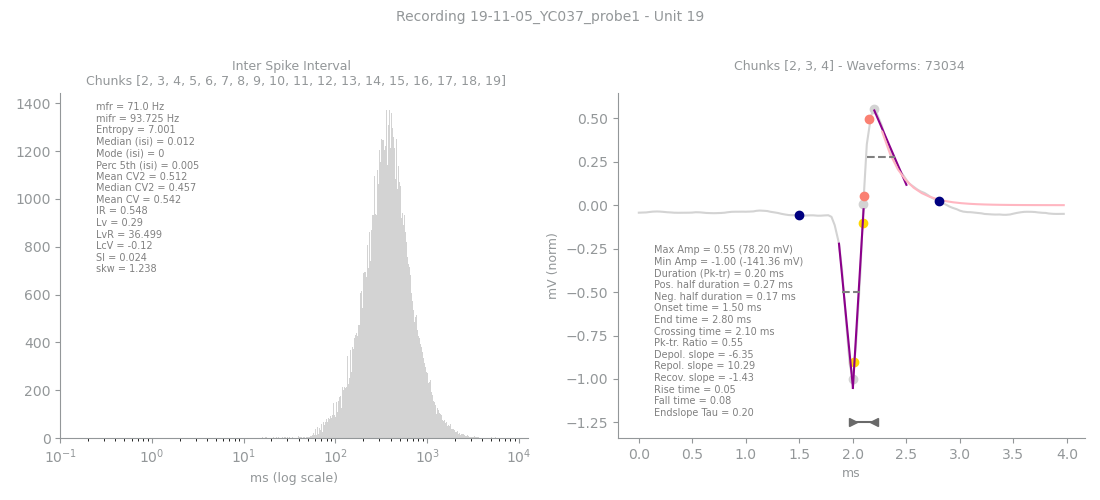 Recording 19-11-05_YC037_probe1 - Unit 19
Inter Spike Interval
Chunks [2, 3, 4, 5, 6, 7, 8, 9, 10, 11, 12, 13, 14, 15, 16, 17, 18, 19]
1400
1200
1000
800
600
400
200
0
mfr = 71.0 Hz
mifr = 93.725 Hz
Entropy = 7.001
Median (isi) = 0.012
Mode (isi) = 0
Perc 5th (isi) = 0.005
Mean CV2 = 0.512
Median CV2 = 0.457
Mean CV = 0.542
IR = 0.548
Lv = 0.29
LvR = 36.499
LcV = -0.12
SI = 0.024
skw = 1.238
10⁻¹ 10⁰ 10¹ 10² 10³ 10⁴
ms (log scale)
Chunks [2, 3, 4] - Waveforms: 73034
mV (norm)
0.50
0.25
0.00
−0.25
−0.50
−0.75
−1.00
−1.25
Max Amp = 0.55 (78.20 mV)
Min Amp = -1.00 (-141.36 mV)
Duration (Pk-tr) = 0.20 ms
Pos. half duration = 0.27 ms
Neg. half duration = 0.17 ms
Onset time = 1.50 ms
End time = 2.80 ms
Crossing time = 2.10 ms
Pk-tr. Ratio = 0.55
Depol. slope = -6.35
Repol. slope = 10.29
Recov. slope = -1.43
Rise time = 0.05
Fall time = 0.08
Endslope Tau = 0.20
0.0 0.5 1.0 1.5 2.0 2.5 3.0 3.5 4.0
ms